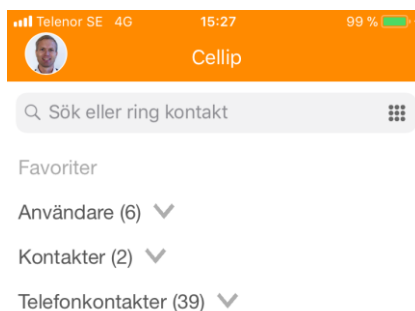 Telenor SE 4G 15:27 99 %
Cellip
Sök eller ring kontakt
Favoriter
Användare (6)
Kontakter (2)
Telefonkontakter (39)